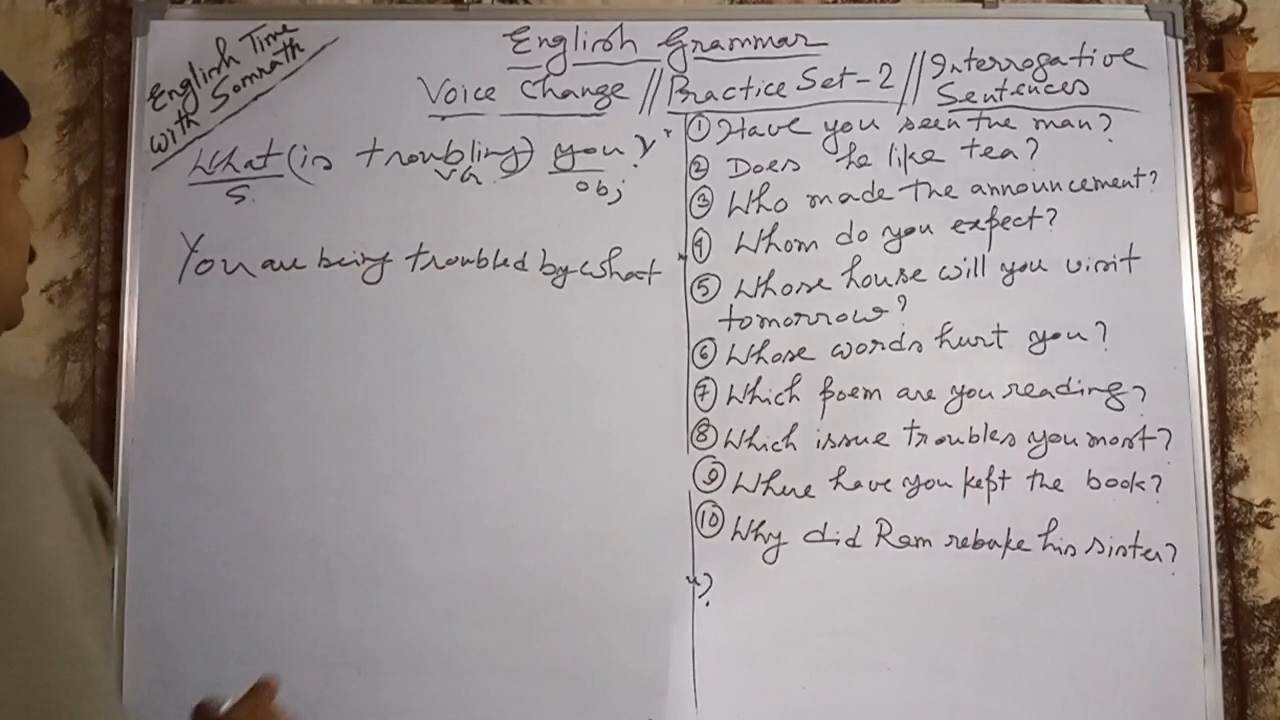 English Time
with Somnath
English Grammar
Voice Change // Practice Set-2 // Interrogative Sentences
What (is troubling) you?
S. Vb. obj
You are being troubled by what
① Have you seen the man?
② Does he like tea?
③ Who made the announcement?
④ Whom do you expect?
⑤ Whose house will you visit
tomorrow?
⑥ Whose words hurt you?
⑦ Which poem are you reading?
⑧ Which issue troubles you most?
⑨ Where have you kept the book?
⑩ Why did Ram rebuke his sister?
?